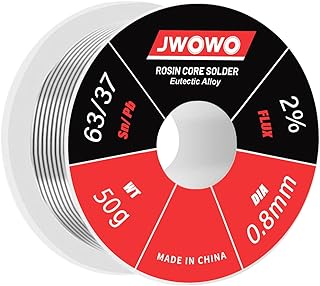 JWOWO
ROSIN CORE SOLDER
Eutectic Alloy
63/37
Sn/Pb
2%
FLUX
WT
50g
DIA
0.8mm
MADE IN CHINA